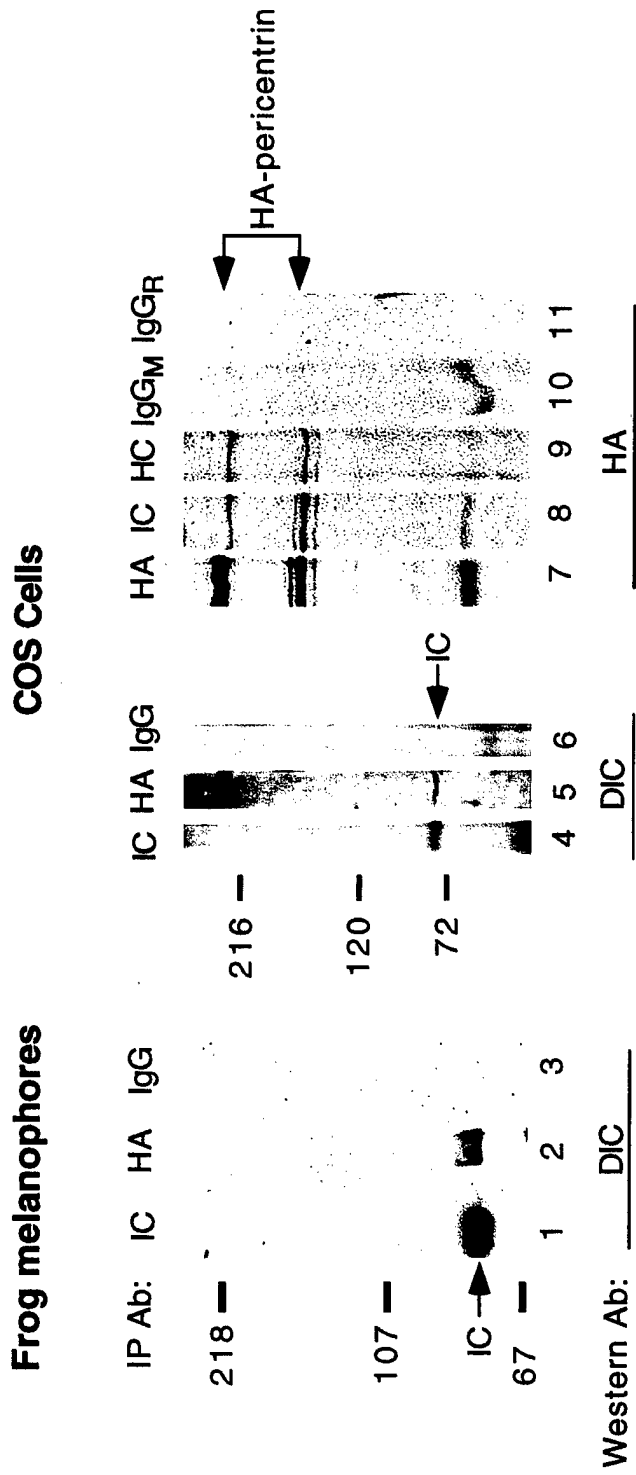 Frog melanophores
COS Cells
IP Ab: IC HA IgG
IC HA IgG
HA IC HC IgGM IgGR
218
107
IC
67
216
120
72
IC
HA-pericentrin
1 2 3
4 5 6
7 8 9 10 11
Western Ab: DIC
DIC
HA